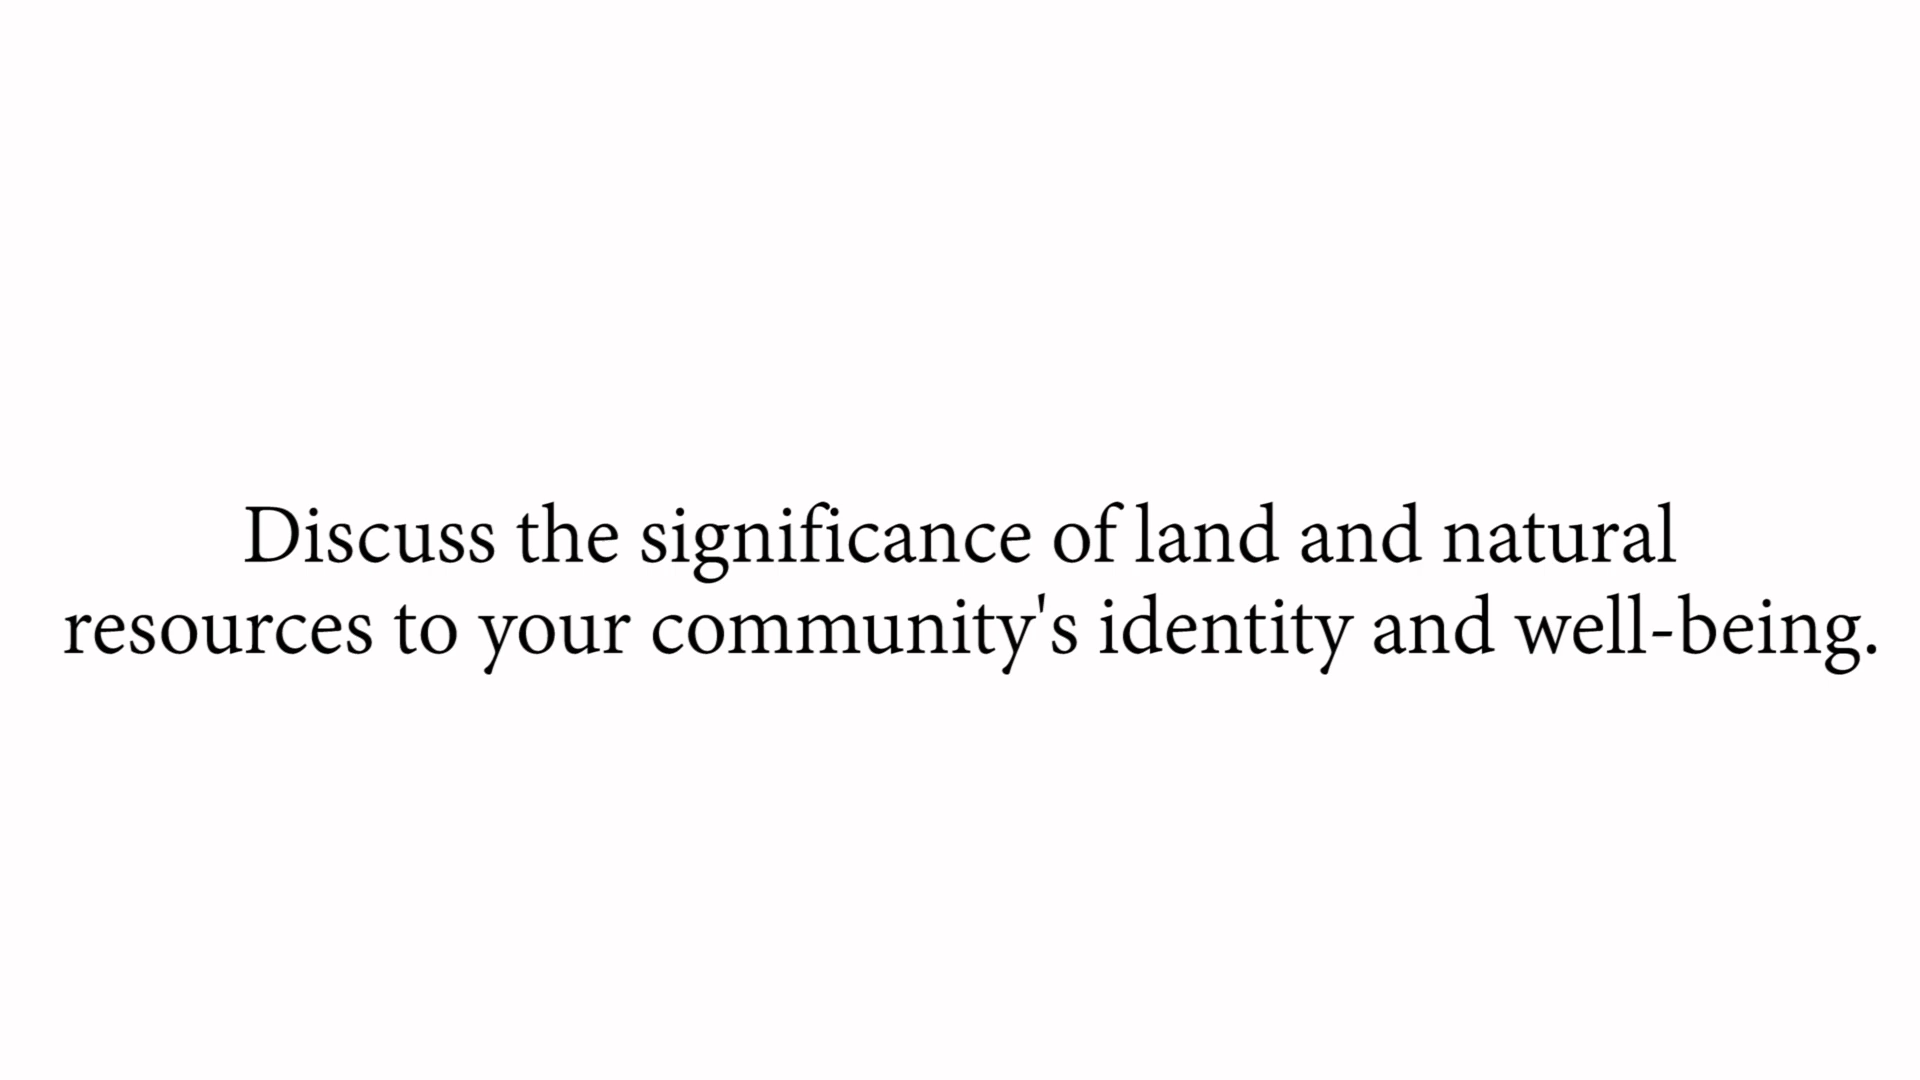 Discuss the significance of land and natural
resources to your community's identity and well-being.